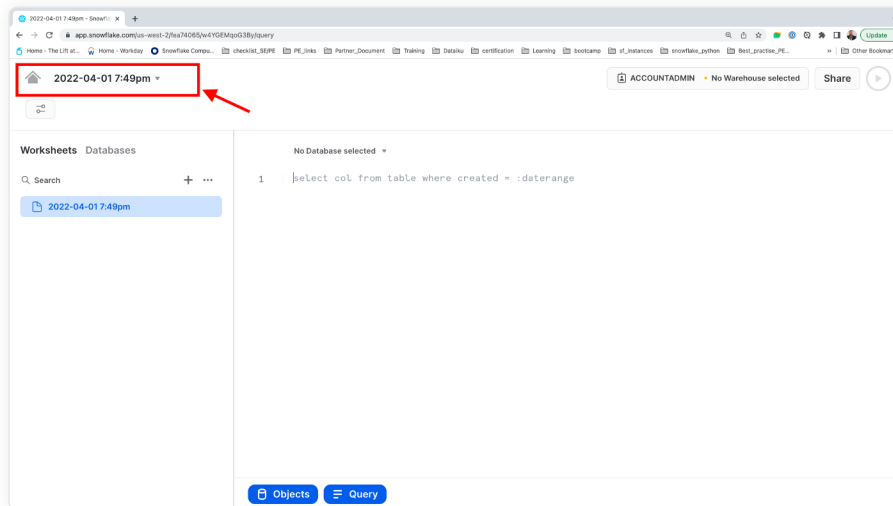 2022-04-01 7:49pm - Snowfla
app.snowflake.com/us-west-2/fea74065/w4YGEMqoG3By/query
Update
Home - The Lift at...
Home - Workday
Snowflake Compu...
checklist_SE/PE
PE_links
Partner_Document
Training
Dataiku
certification
Learning
bootcamp
sf_instances
snowflake_python
Best_practise_PE...
»
Other Bookmar
2022-04-01 7:49pm
ACCOUNTADMIN
No Warehouse selected
Share
Worksheets Databases
No Database selected
Search
1 select col from table where created = :daterange
2022-04-01 7:49pm
Objects
Query